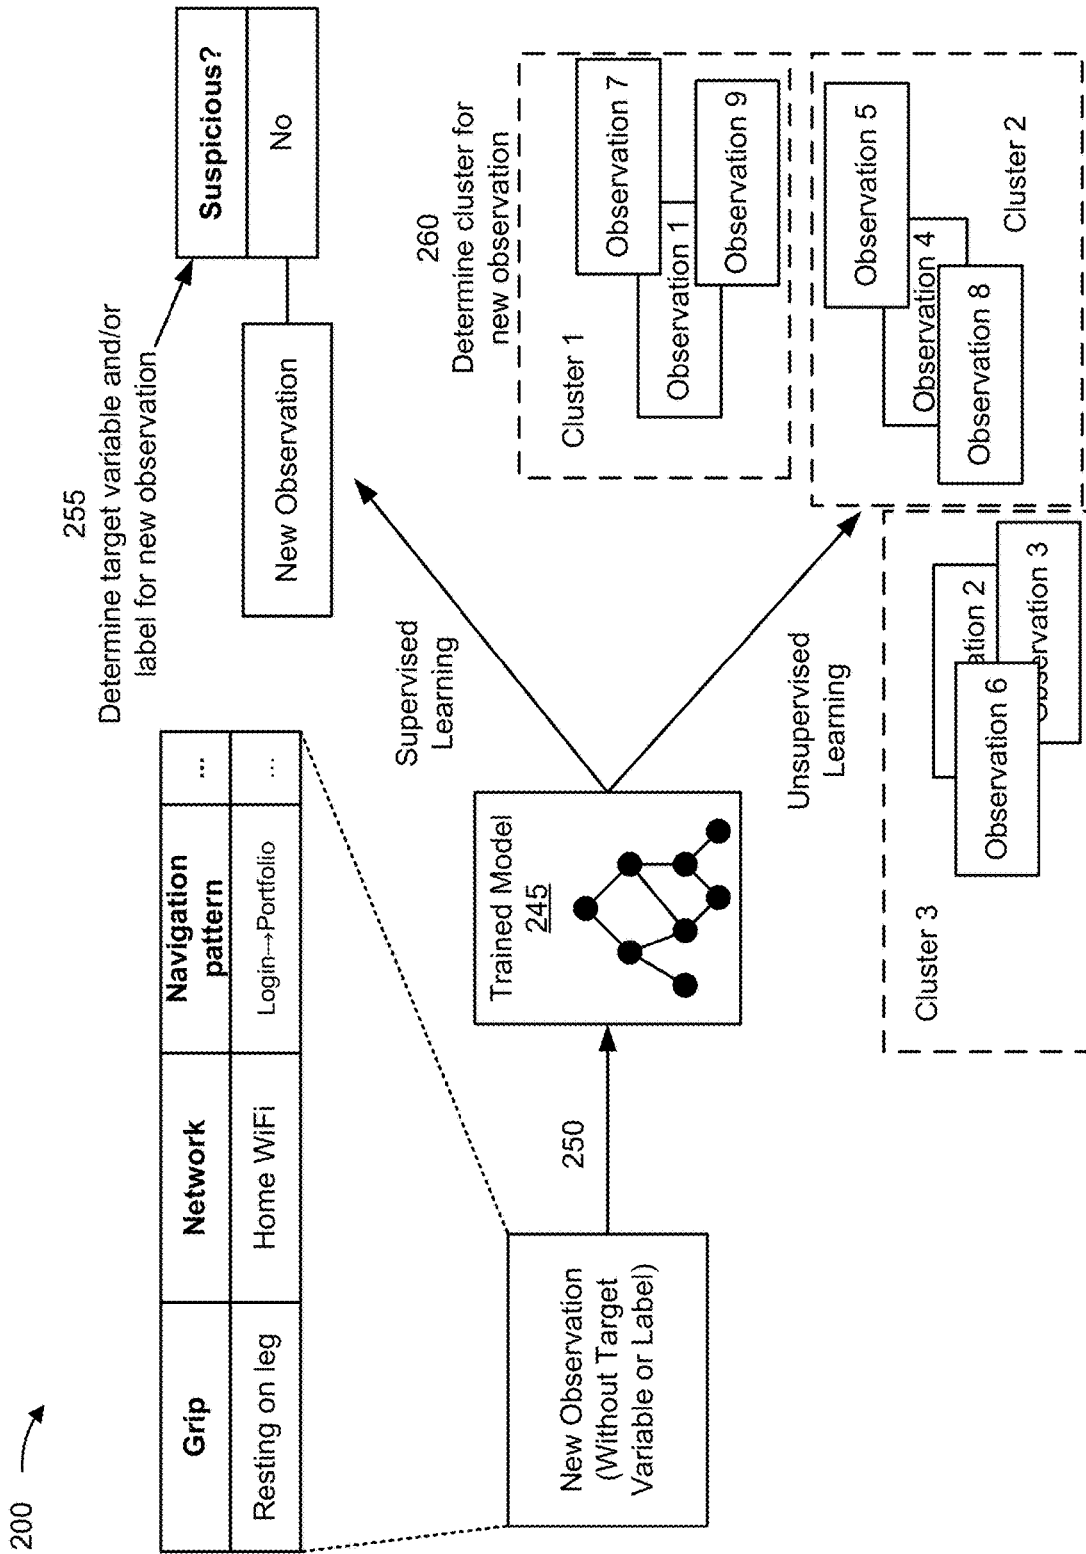 200
Grip
Network
Navigation
pattern
...
Resting on leg
Home WiFi
Login→Portfolio
...
New Observation
(Without Target
Variable or Label)
250
Trained Model
245
Supervised
Learning
Unsupervised
Learning
255
Determine target variable and/or
label for new observation
New Observation
Suspicious?
No
260
Determine cluster for
new observation
Cluster 1
Observation 7
Observation 1
Observation 9
Observation 5
Observation 4
Observation 8
Cluster 2
Cluster 3
ation 2
Observation 3
Observation 6